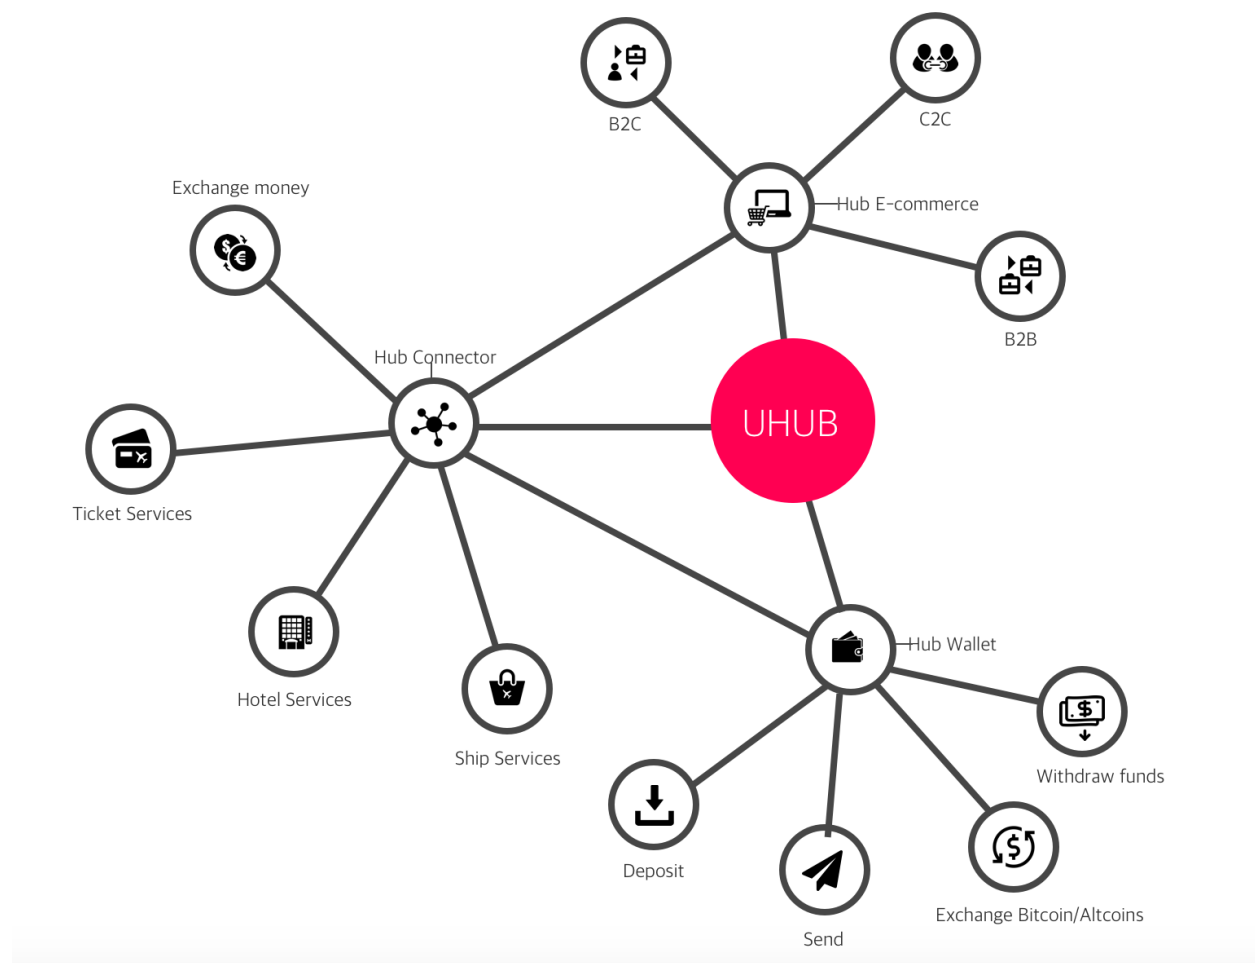 B2C
C2C
Exchange money
Hub E-commerce
B2B
Hub Connector
UHUB
Ticket Services
Hub Wallet
Hotel Services
Ship Services
Withdraw funds
Deposit
Exchange Bitcoin/Altcoins
Send